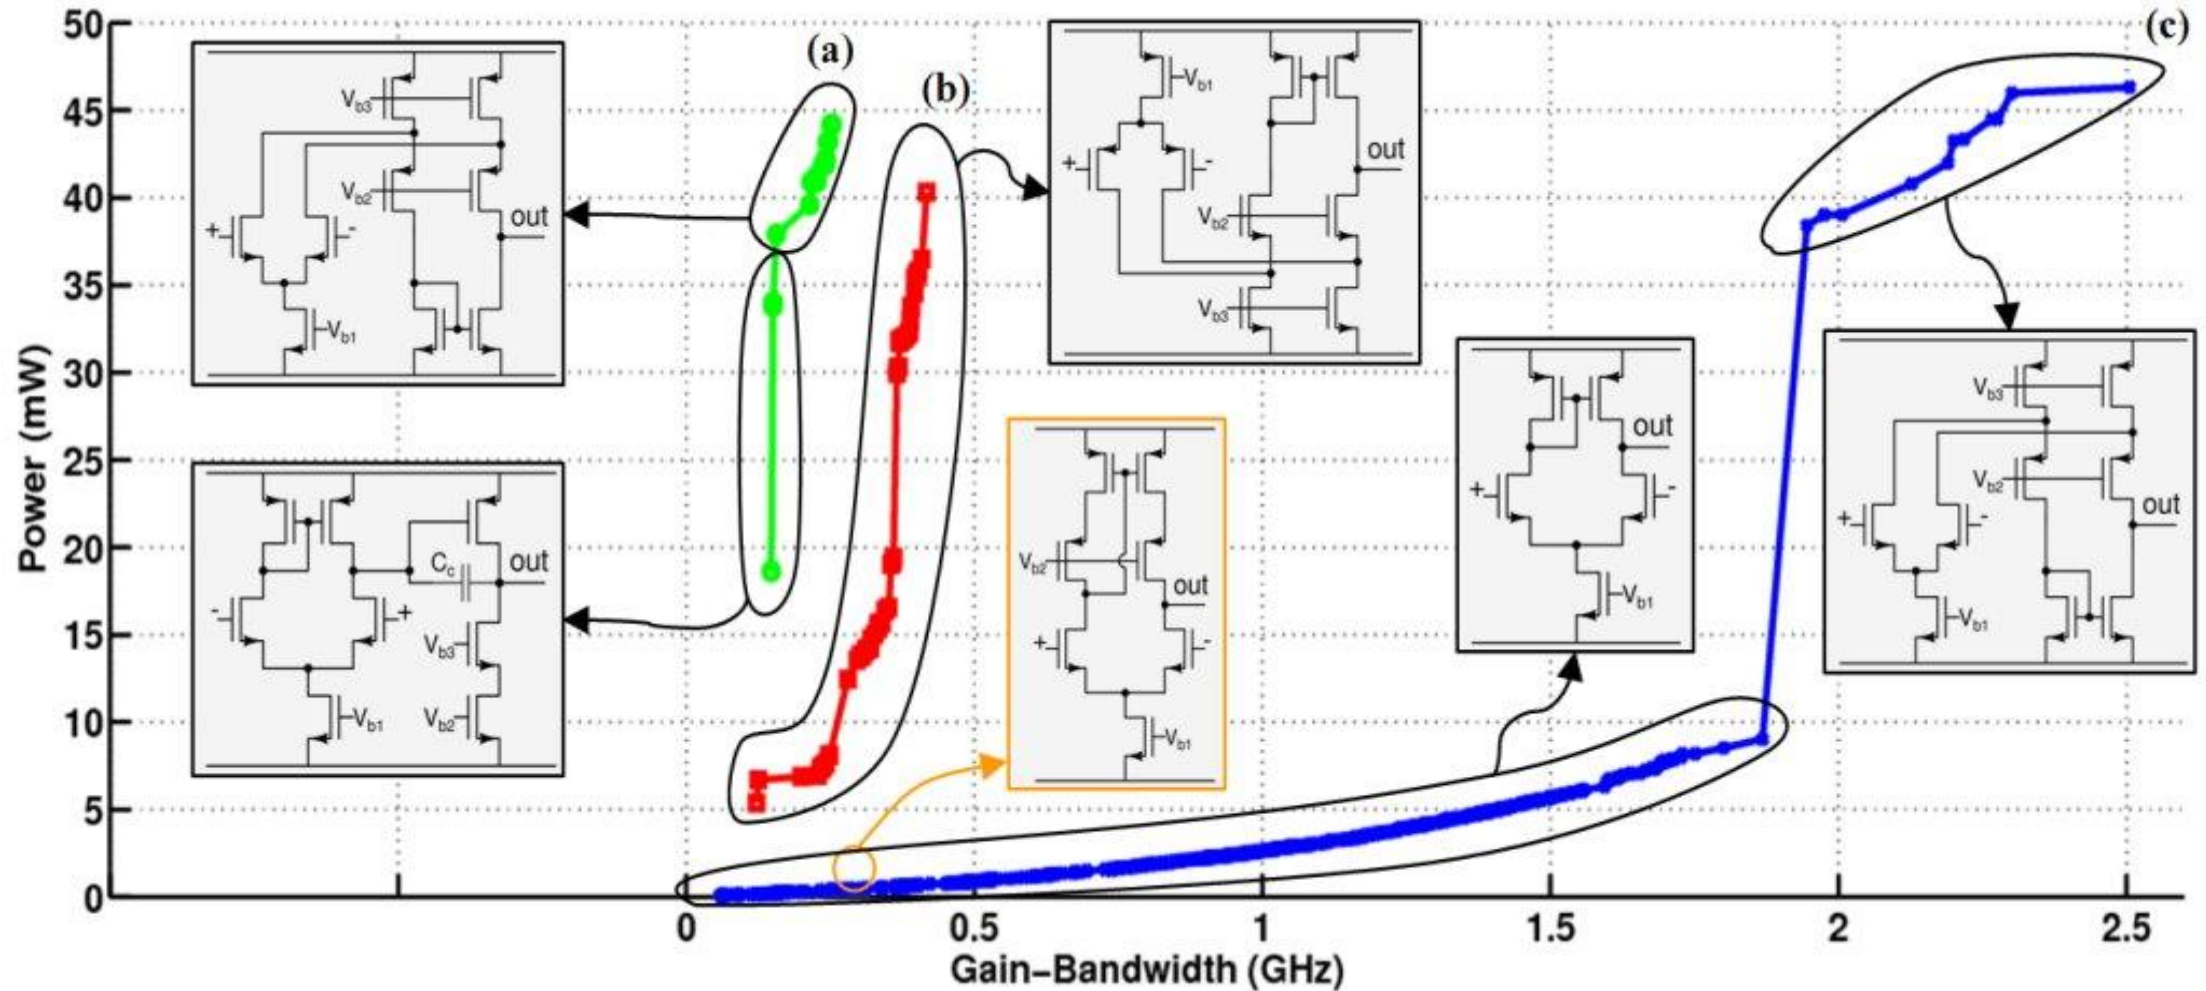 50
45
40
35
30
25
20
15
10
5
0
Power (mW)
0
0.5
1
1.5
2
2.5
Gain–Bandwidth (GHz)
(a)
(b)
(c)
Vb3
Vb2
out
+
-
Vb1
-
+
Cc
out
Vb3
Vb1
Vb2
Vb1
+
-
out
Vb2
Vb3
Vb2
out
+
-
Vb1
out
+
-
Vb1
Vb3
Vb2
out
+
-
Vb1